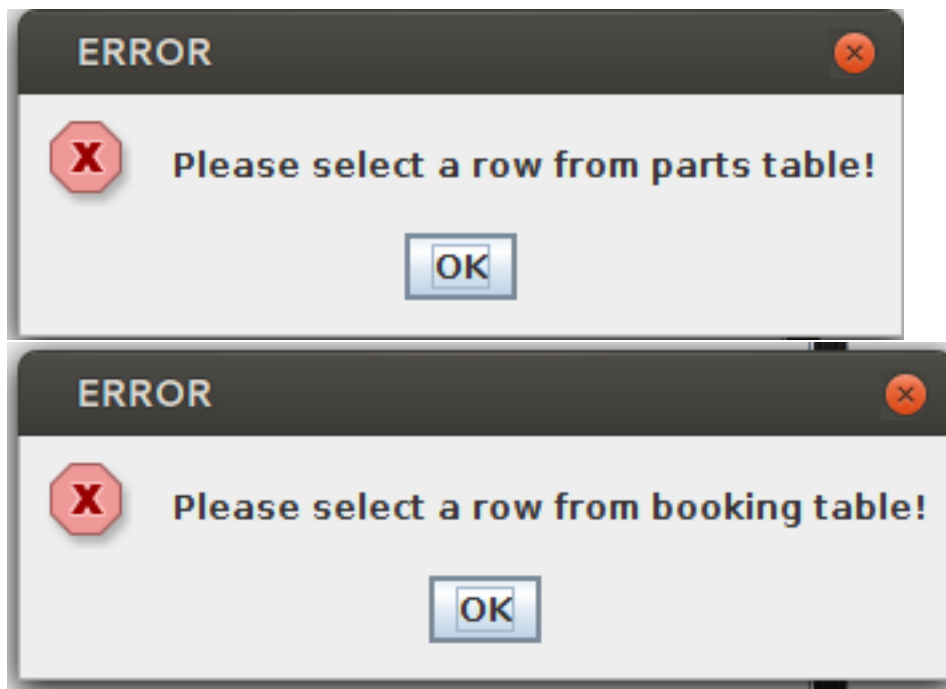 ERROR
Please select a row from parts table!
OK
ERROR
Please select a row from booking table!
OK